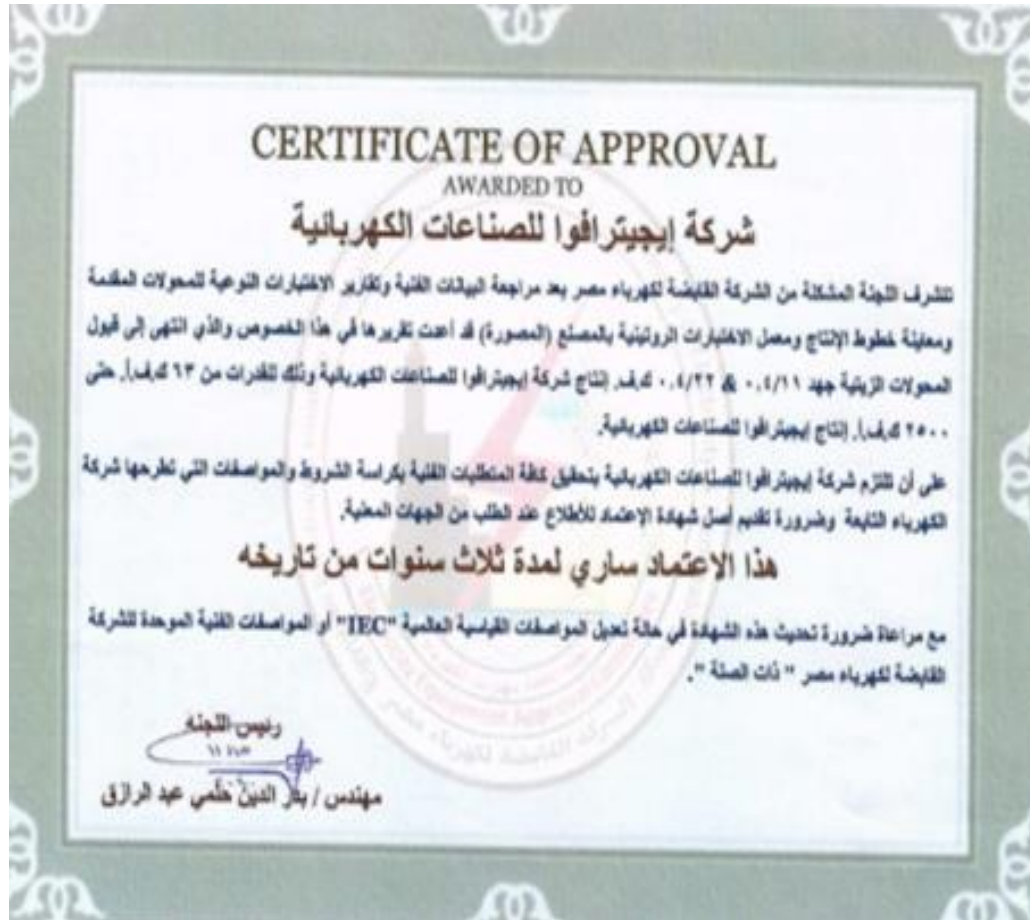 CERTIFICATE OF APPROVAL
AWARDED TO
شركة إيجيترافوا للصناعات الكهربائية
تتشرف اللجنة المشكلة من الشركة القابضة لكهرباء مصر بعد مراجعة البيانات الفنية وتقارير الاختبارات النوعية للمحولات المقدمة
ومعاينة خطوط الإنتاج ومعمل الاختبارات الروتينية بالمصنع (المصورة) قد أعدت تقريرها في هذا الخصوص والذي انتهى إلى قبول
المحولات الزيتية جهد ٠.٤/١١ & ٠.٤/٢٢ ك.ف. إنتاج شركة إيجيترافوا للصناعات الكهربائية وذلك للقدرات من ٦٣ ك.ف.أ. حتى
٢٥٠٠ ك.ف.أ. إنتاج إيجيترافوا للصناعات الكهربائية.
على أن تلتزم شركة إيجيترافوا للصناعات الكهربائية بتحقيق كافة المتطلبات الفنية بكراسة الشروط والمواصفات التي تطرحها شركة
الكهرباء التابعة وضرورة تقديم أصل شهادة الإعتماد للأطلاع عند الطلب من الجهات المعنية.
هذا الاعتماد ساري لمدة ثلاث سنوات من تاريخه
مع مراعاة ضرورة تحديث هذه الشهادة في حالة تعديل المواصفات القياسية العالمية "IEC" أو المواصفات الفنية الموحدة للشركة
القابضة لكهرباء مصر " ذات الصلة ".
رئيس اللجنه
مهندس / بدر الدين حلمي عبد الرازق
الشركة القابضة لكهرباء مصر